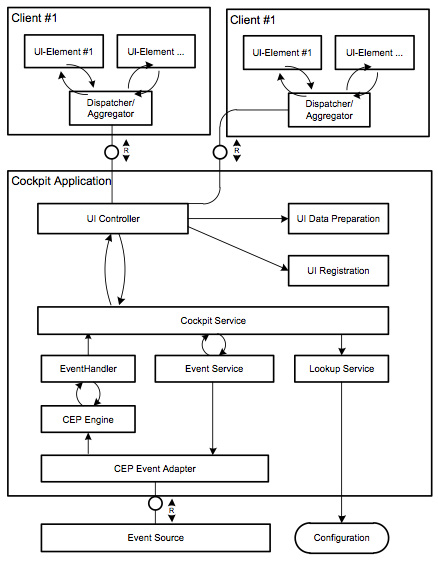 Client #1
UI-Element #1
UI-Element ...
Dispatcher/
Aggregator
R
Client #1
UI-Element #1
UI-Element ...
Dispatcher/
Aggregator
R
Cockpit Application
UI Controller
UI Data Preparation
UI Registration
Cockpit Service
EventHandler
Event Service
Lookup Service
CEP Engine
CEP Event Adapter
R
Event Source
Configuration